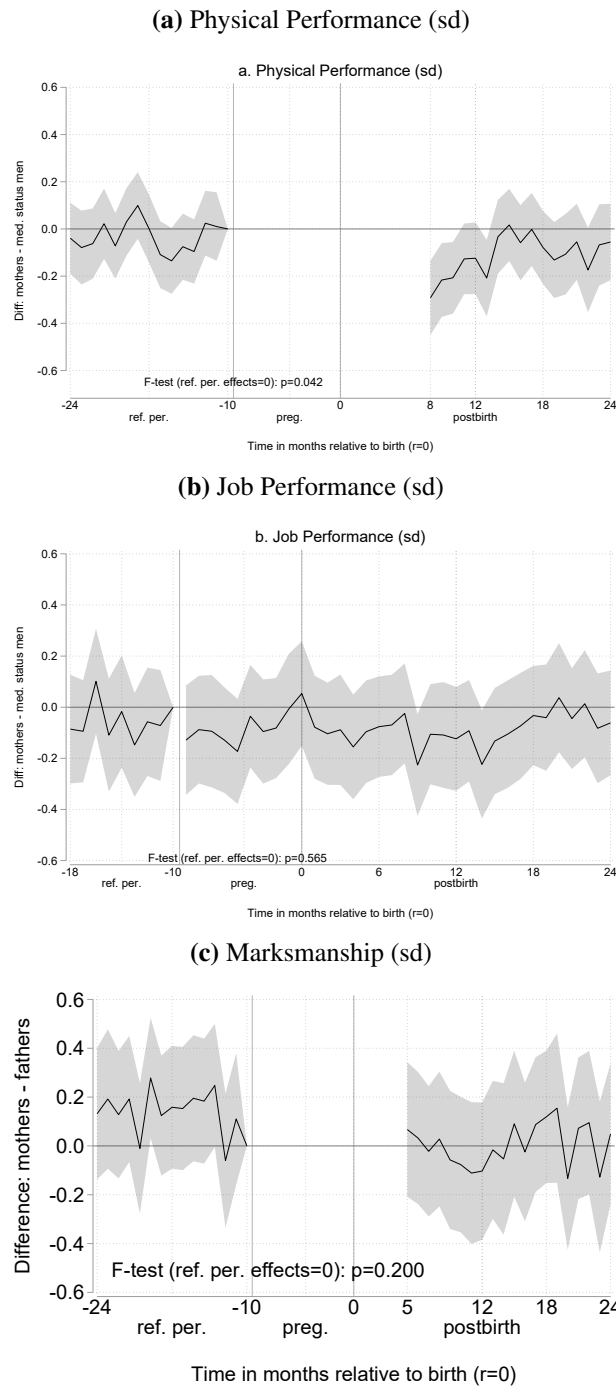 (a) Physical Performance (sd)
a. Physical Performance (sd)
0.6
0.4
0.2
0.0
-0.2
-0.4
-0.6
Diff: mothers - med. status men
F-test (ref. per. effects=0): p=0.042
-24 -10 0 8 12 18 24
ref. per. preg. postbirth
Time in months relative to birth (r=0)
(b) Job Performance (sd)
b. Job Performance (sd)
0.6
0.4
0.2
0.0
-0.2
-0.4
-0.6
Diff: mothers - med. status men
F-test (ref. per. effects=0): p=0.565
-18 -10 0 6 12 18 24
ref. per. preg. postbirth
Time in months relative to birth (r=0)
(c) Marksmanship (sd)
0.6
0.4
0.2
0.0
-0.2
-0.4
-0.6
Difference: mothers - fathers
F-test (ref. per. effects=0): p=0.200
-24 -10 0 5 12 18 24
ref. per. preg. postbirth
Time in months relative to birth (r=0)